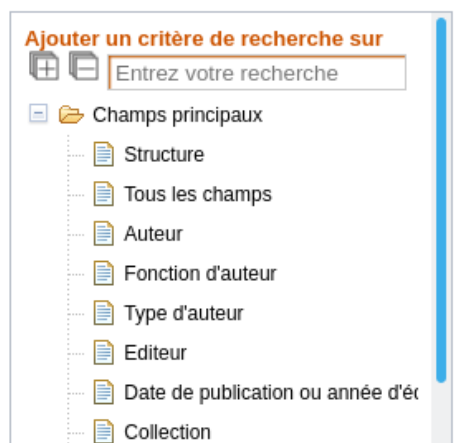 Ajouter un critère de recherche sur
Entrez votre recherche
Champs principaux
Structure
Tous les champs
Auteur
Fonction d'auteur
Type d'auteur
Editeur
Date de publication ou année d'éc
Collection